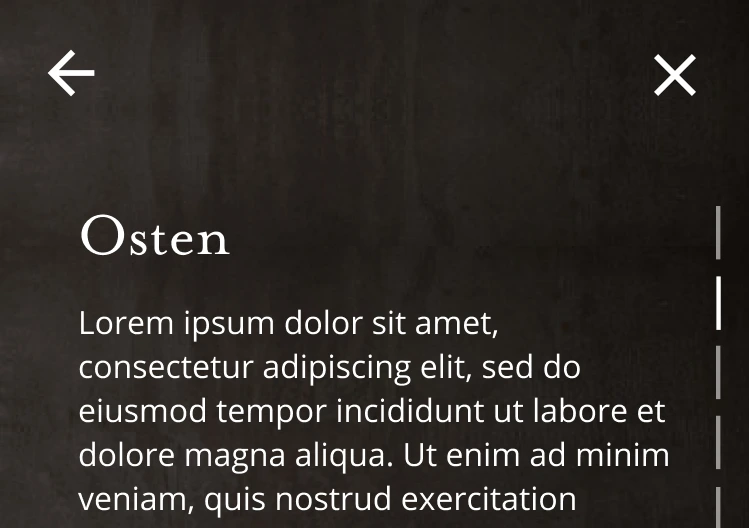 Osten
Lorem ipsum dolor sit amet,
consectetur adipiscing elit, sed do
eiusmod tempor incididunt ut labore et
dolore magna aliqua. Ut enim ad minim
veniam, quis nostrud exercitation